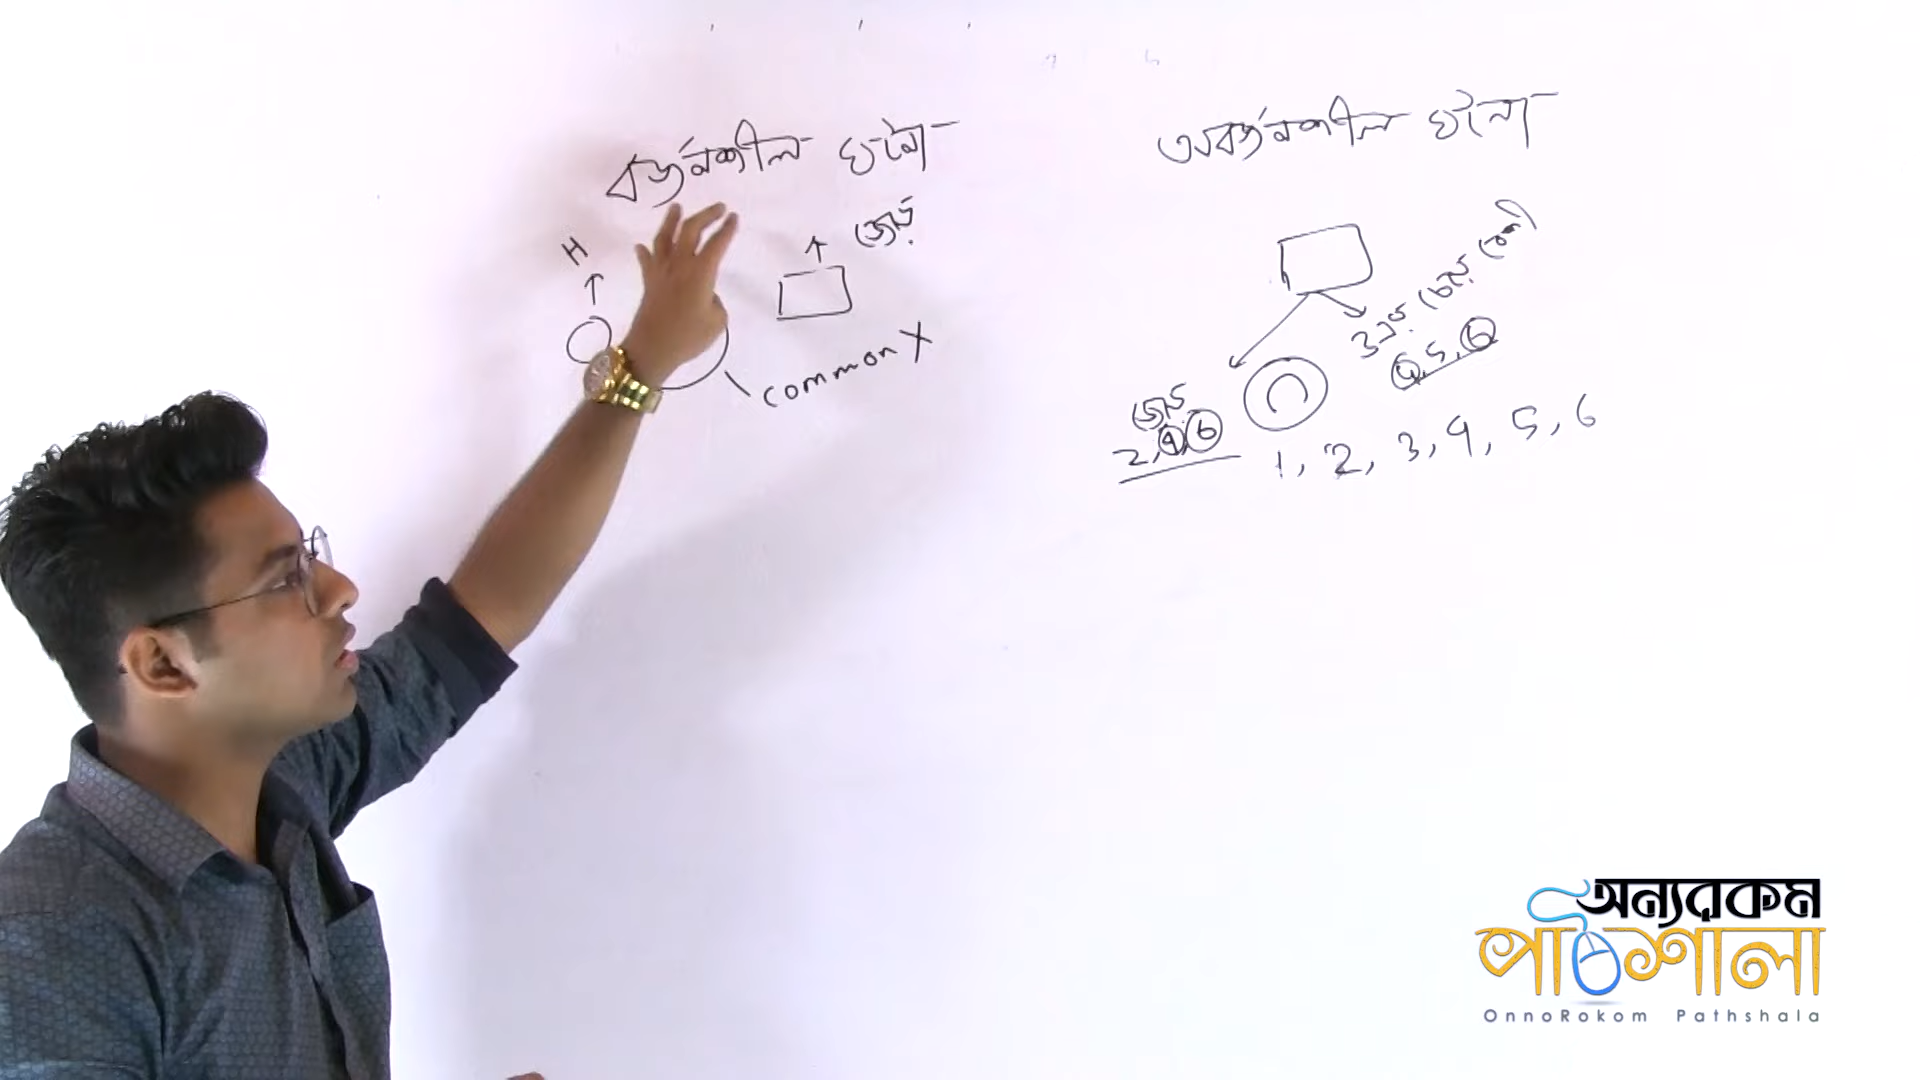 বর্জনশীল ঘটনা
H
জোড়
common X
অবর্জনশীল ঘটনা
3 এর চেয়ে বেশী
4, 5, 6
জোড়
2, 4, 6
1, 2, 3, 4, 5, 6
অন্যরকম
পাঠশালা
OnnoRokom Pathshala